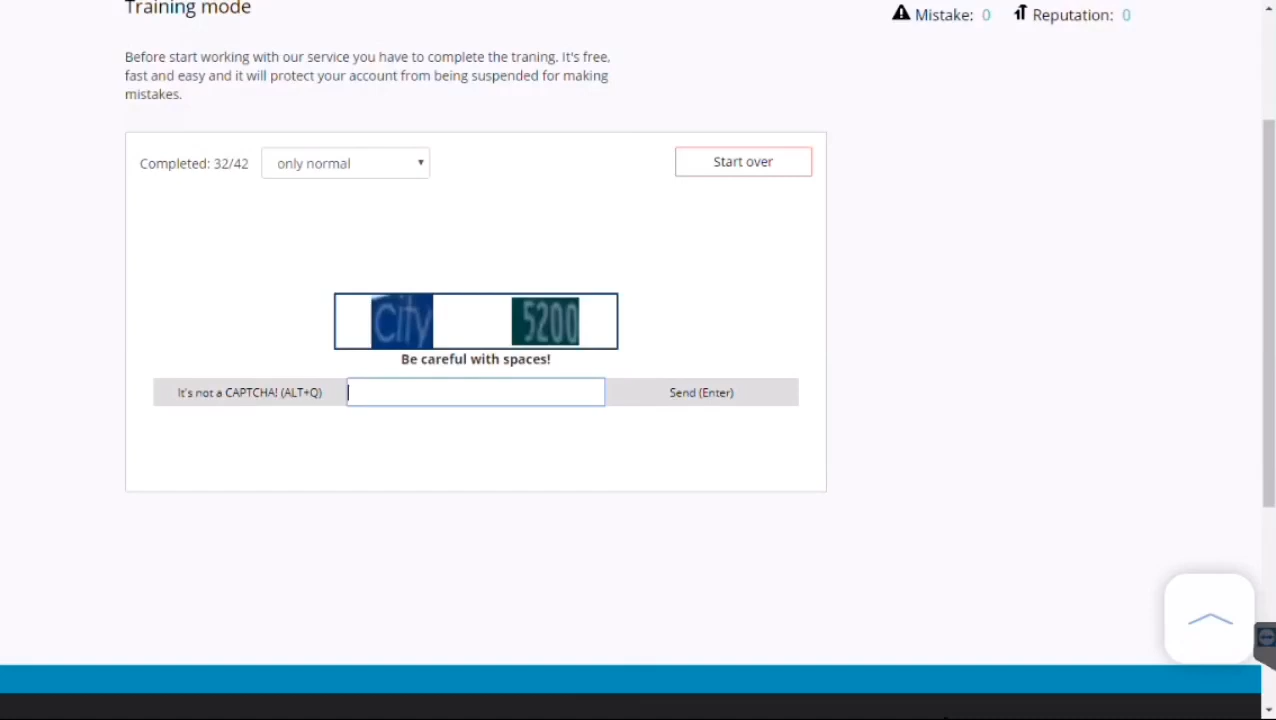 Training mode
Mistake: 0 Reputation: 0
Before start working with our service you have to complete the traning. It's free,
fast and easy and it will protect your account from being suspended for making
mistakes.
Completed: 32/42 only normal Start over
City 5200
Be careful with spaces!
It's not a CAPTCHA! (ALT+Q) Send (Enter)